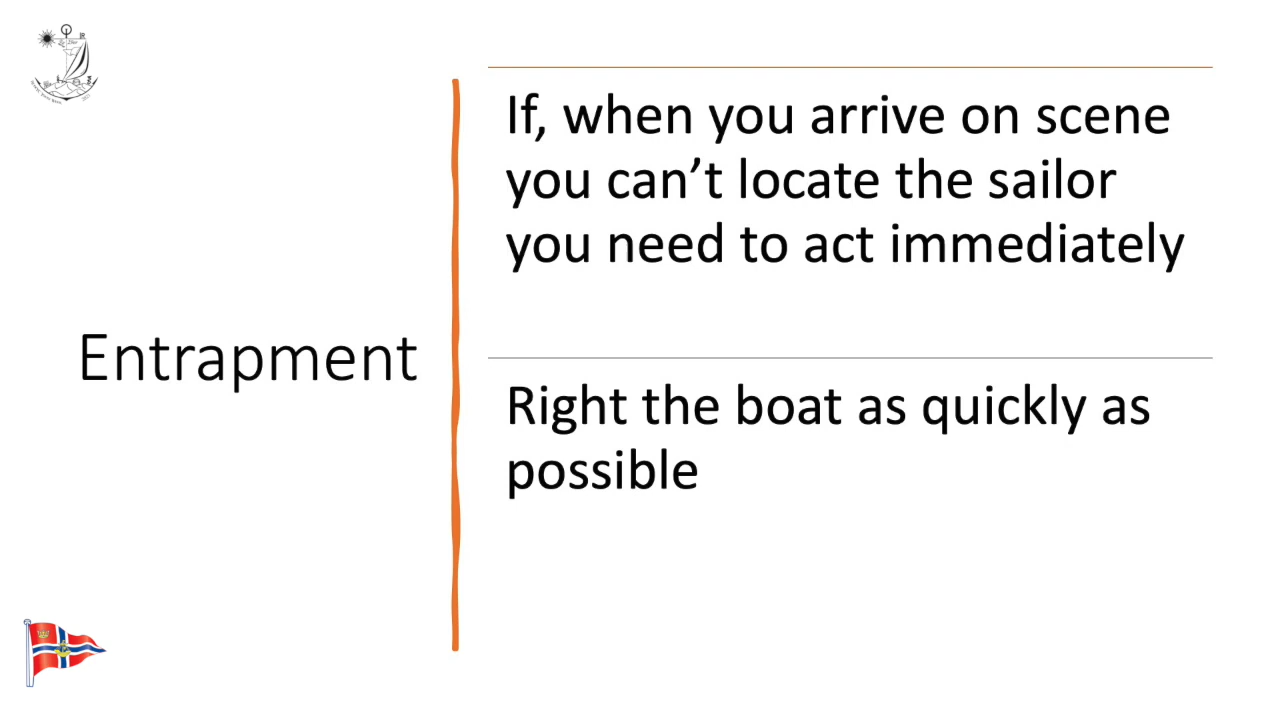 Entrapment
If, when you arrive on scene
you can’t locate the sailor
you need to act immediately
Right the boat as quickly as
possible